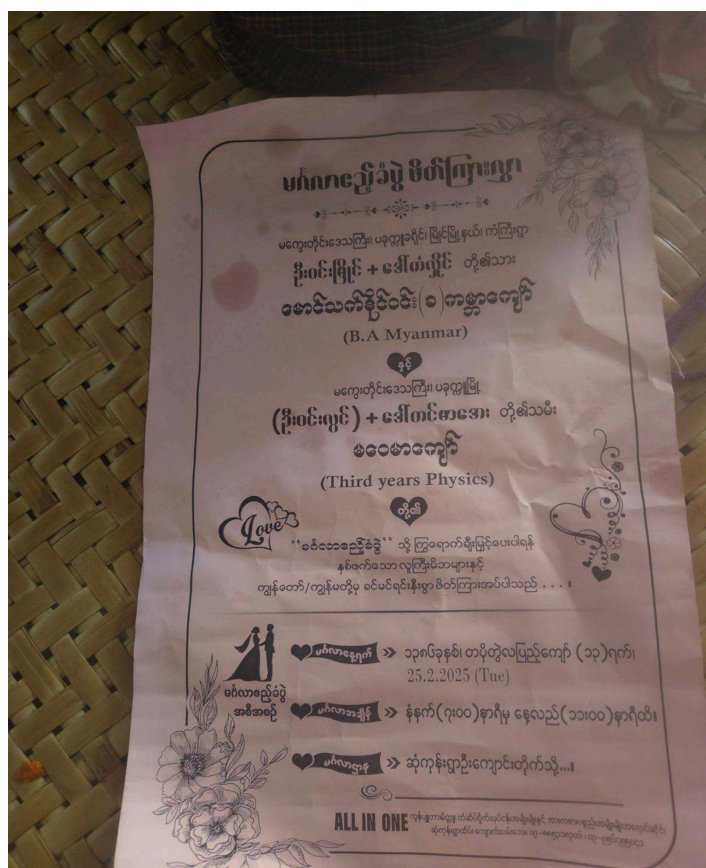 မင်္ဂလာဧည့်ခံပွဲ ဖိတ်ကြားလွှာ
မကွေးတိုင်းဒေသကြီး၊ ပခုက္ကူခရိုင်၊ မြိုင်မြို့နယ်၊ ကံကြီးရွာ
ဦးဝင်းမြိုင် + ဒေါ်တံလှိုင် တို့၏သား
မောင်သက်နိုင်ဝင်း(ခ)ကမ္ဘာကျော်
(B.A Myanmar)
နှင့်
မကွေးတိုင်းဒေသကြီး၊ ပခုက္ကူမြို့
(ဦးဝင်းလွင်) + ဒေါ်ကင်ဓာအေး တို့၏သမီး
မဝေမာကျော်
(Third years Physics)
တို့၏
Love
"မင်္ဂလာဧည့်ခံပွဲ" သို့ ကြွရောက်ချီးမြှင့်ပေးပါရန်
နှစ်ဖက်သော လူကြီးမိဘများနှင့်
ကျွန်တော်/ကျွန်မတို့မှ ခင်မင်ရင်းနှီးစွာ ဖိတ်ကြားအပ်ပါသည် . . . . ။
မင်္ဂလာဧည့်ခံပွဲ
အစီအစဉ်
မင်္ဂလာနေ့ရက် » ၁၃၈၆ခုနှစ်၊ တပို့တွဲလပြည့်ကျော် (၁၃)ရက်၊
25.2.2025 (Tue)
မင်္ဂလာအချိန် » နံနက်(၇း၀၀)နာရီမှ နေ့လည်(၁၁း၀၀)နာရီထိ။
မင်္ဂလာဌာန » ဆုံကုန်းရွာဦးကျောင်းတိုက်သို့...။
ALL IN ONE